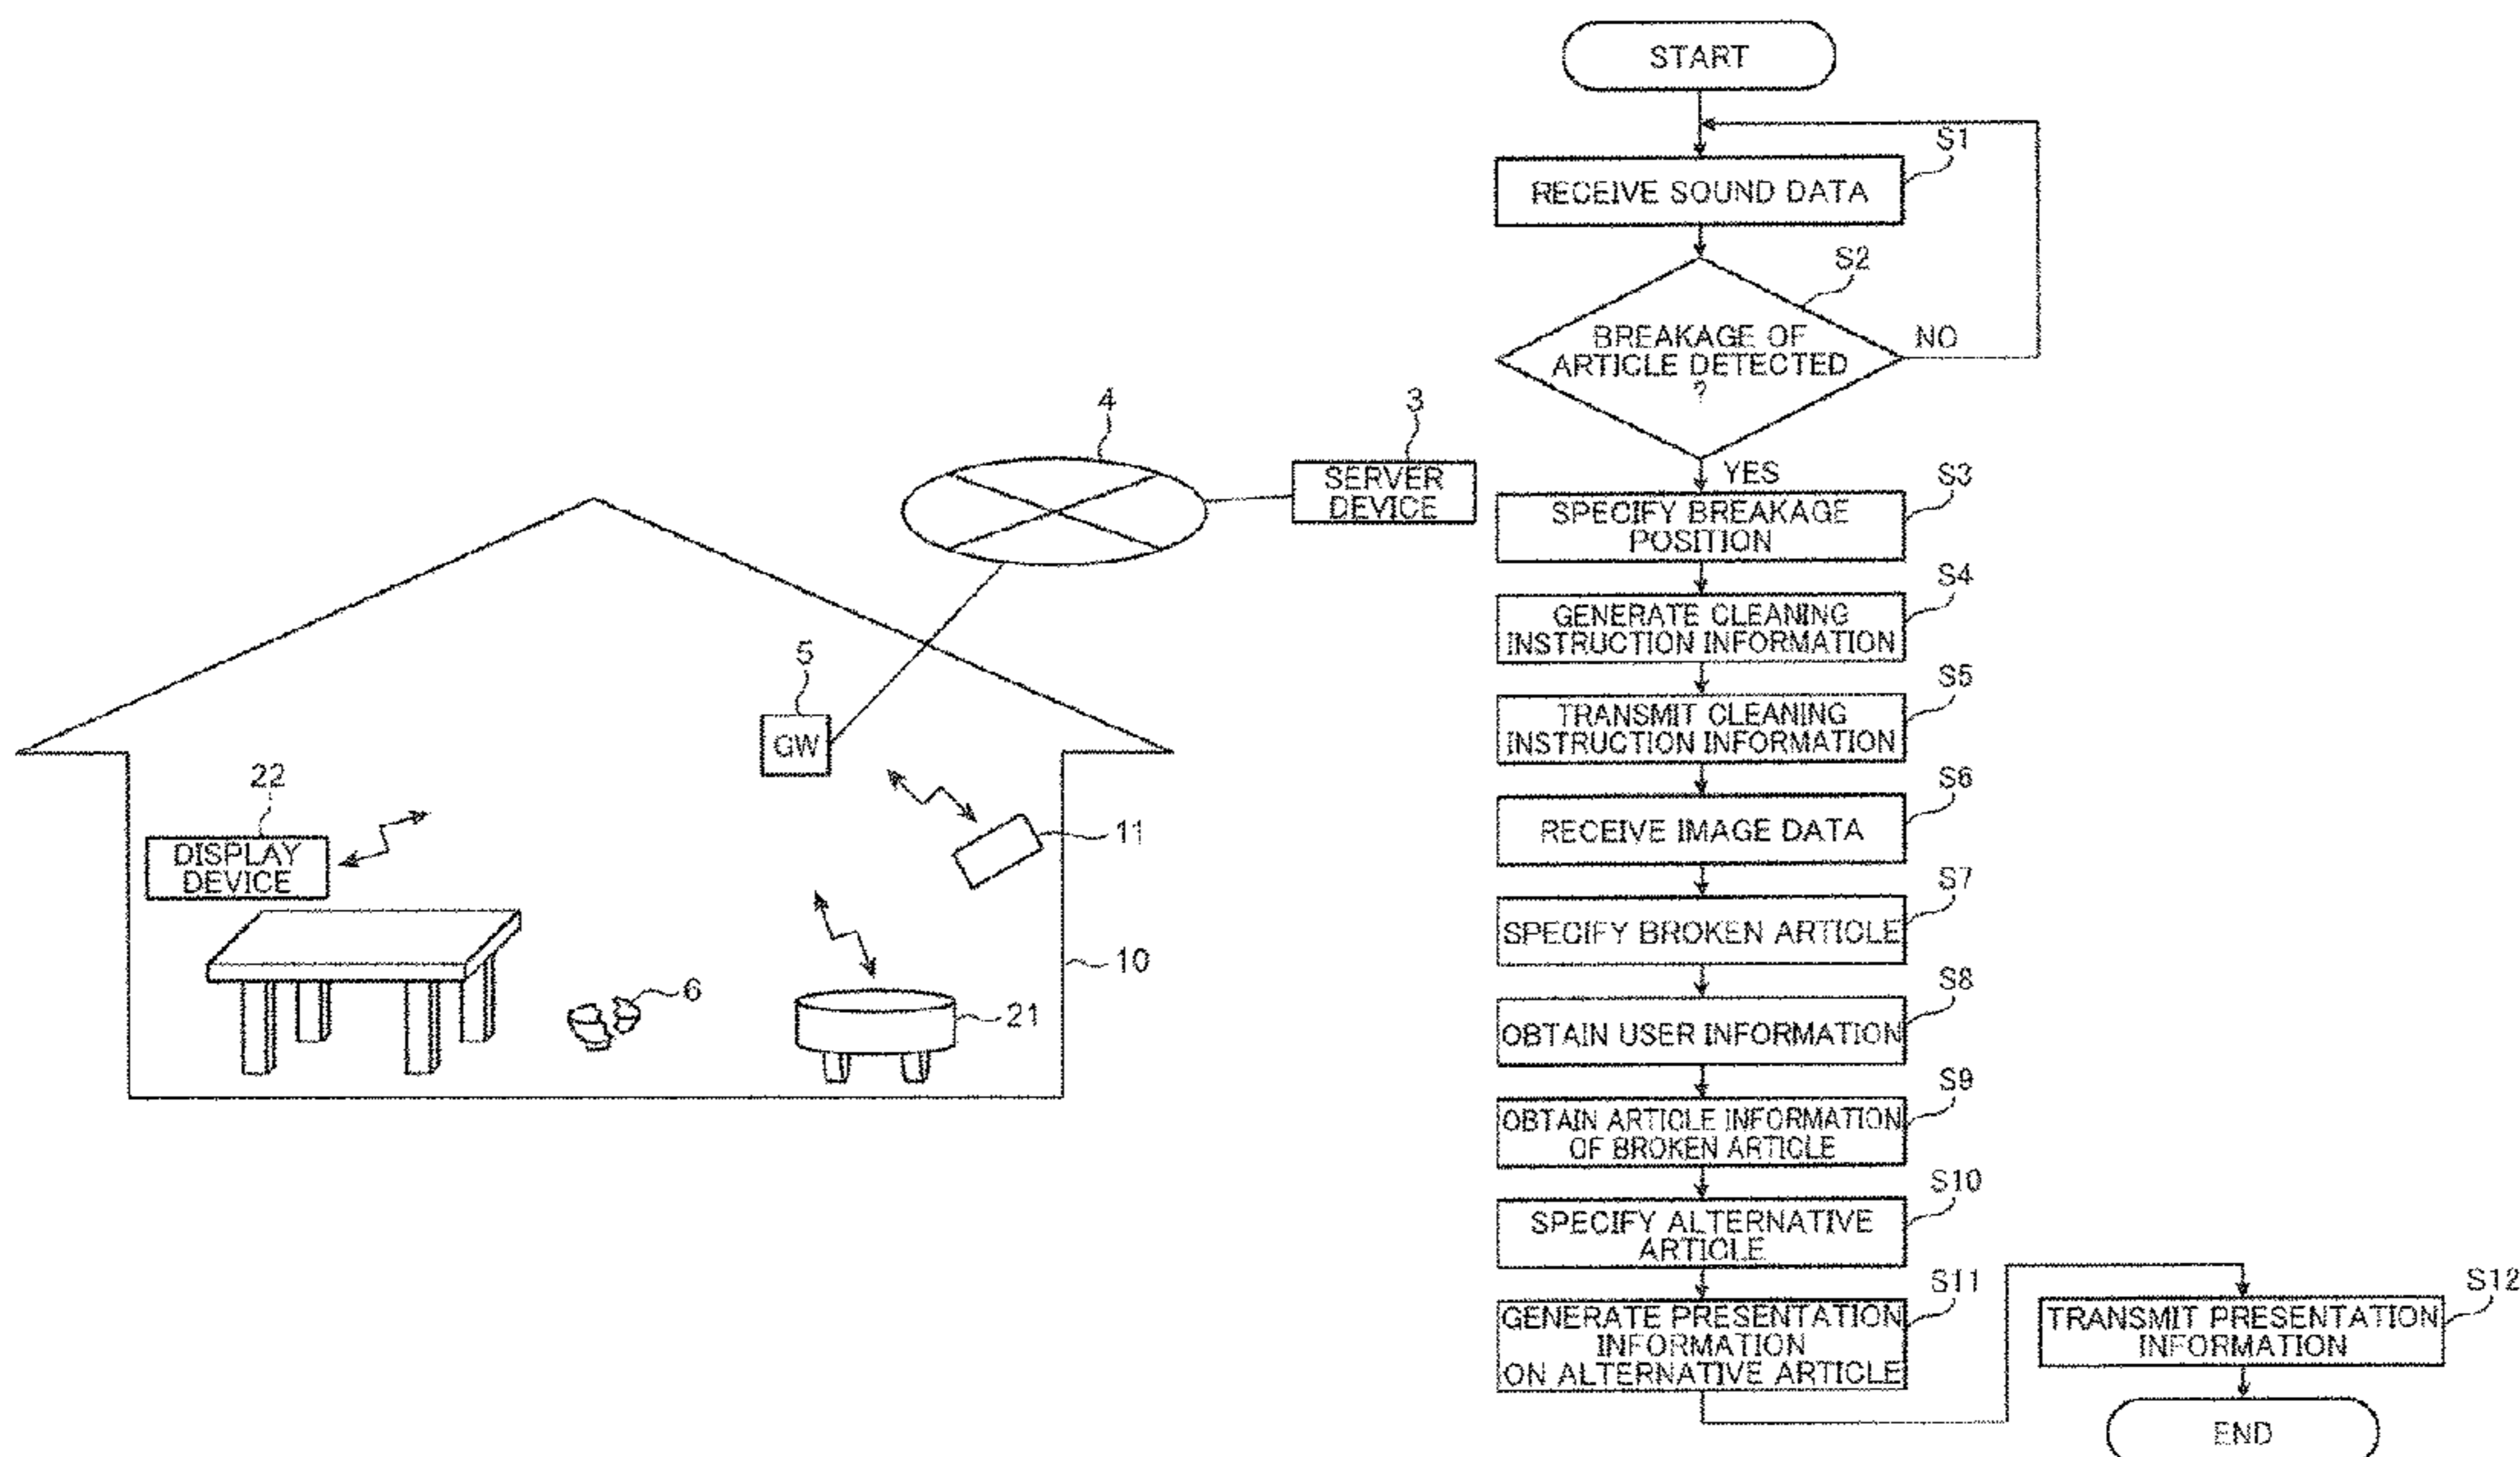 4
3
SERVER
DEVICE
5
GW
22
DISPLAY
DEVICE
11
10
6
21
START
S1
RECEIVE SOUND DATA
S2
BREAKAGE OF
ARTICLE DETECTED
?
NO
YES
S3
SPECIFY BREAKAGE
POSITION
S4
GENERATE CLEANING
INSTRUCTION INFORMATION
S5
TRANSMIT CLEANING
INSTRUCTION INFORMATION
S6
RECEIVE IMAGE DATA
S7
SPECIFY BROKEN ARTICLE
S8
OBTAIN USER INFORMATION
S9
OBTAIN ARTICLE INFORMATION
OF BROKEN ARTICLE
S10
SPECIFY ALTERNATIVE
ARTICLE
S11
GENERATE PRESENTATION
INFORMATION
ON ALTERNATIVE ARTICLE
S12
TRANSMIT PRESENTATION
INFORMATION
END